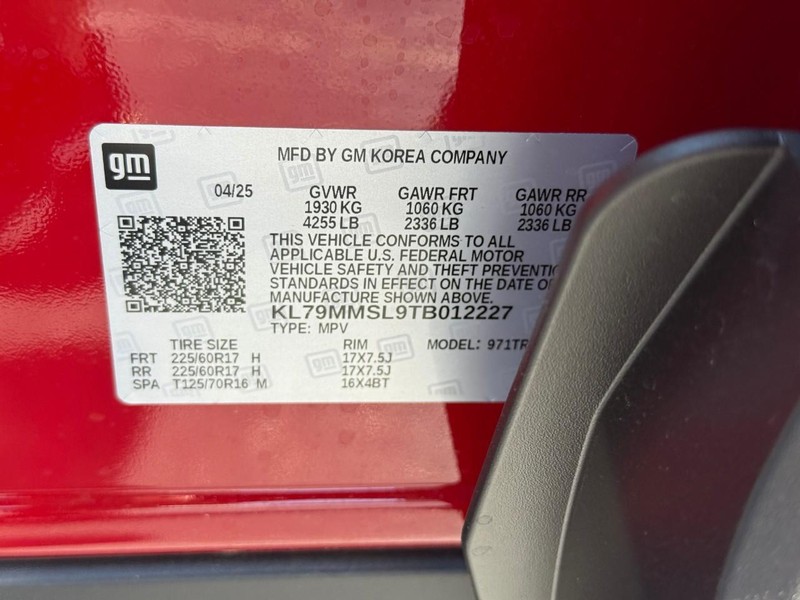 gm
MFD BY GM KOREA COMPANY
04/25 GVWR GAWR FRT GAWR RR
1930 KG 1060 KG 1060 KG
4255 LB 2336 LB 2336 LB
THIS VEHICLE CONFORMS TO ALL
APPLICABLE U.S. FEDERAL MOTOR
VEHICLE SAFETY AND THEFT PREVENTIO
STANDARDS IN EFFECT ON THE DATE O
MANUFACTURE SHOWN ABOVE.
KL79MMSL9TB012227
TYPE: MPV
TIRE SIZE RIM MODEL: 971TR
FRT 225/60R17 H 17X7.5J
RR 225/60R17 H 17X7.5J
SPA T125/70R16 M 16X4BT